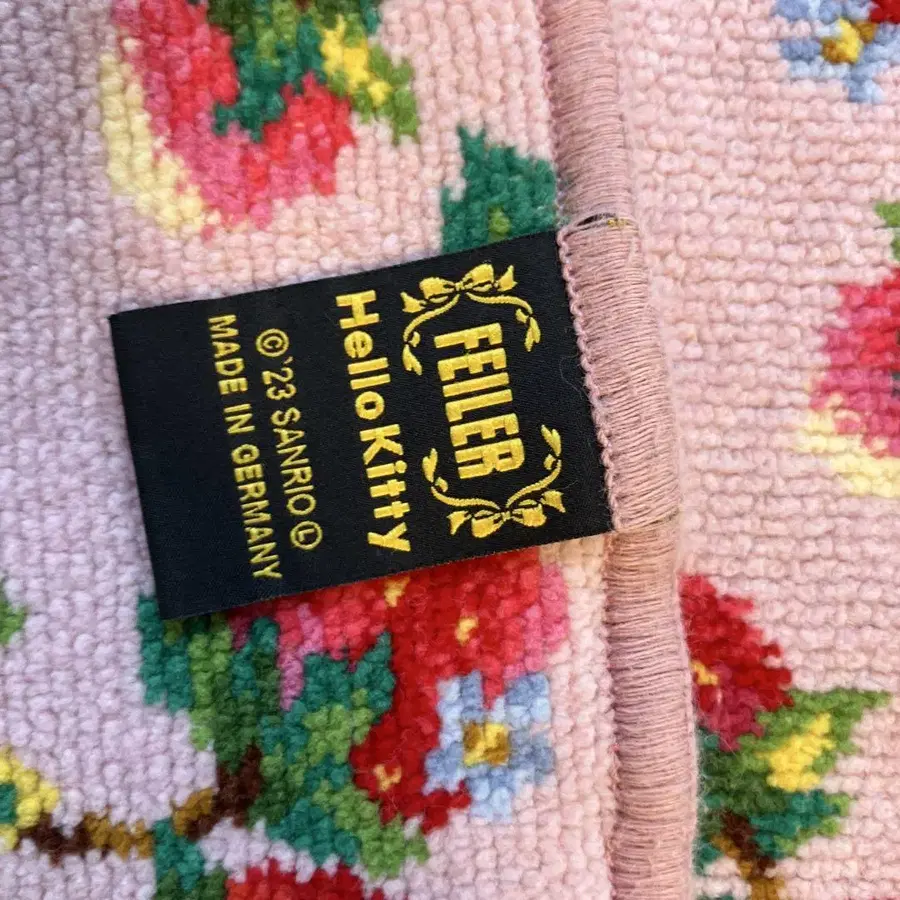 FEILER
Hello Kitty
©'23 SANRIO Ⓛ
MADE IN GERMANY